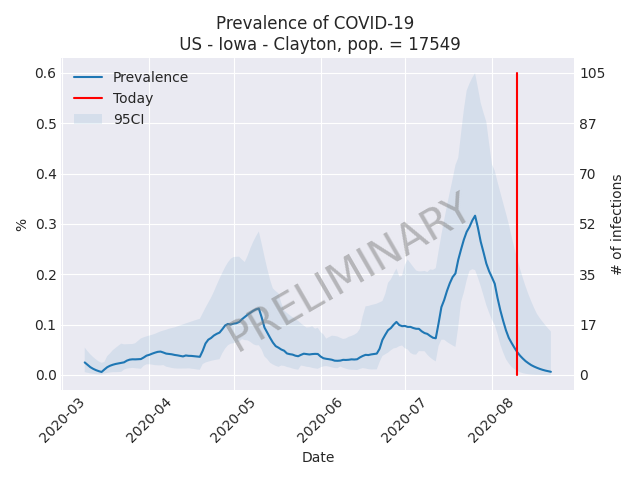 Prevalence of COVID-19
US - Iowa - Clayton, pop. = 17549
Prevalence
Today
95CI
PRELIMINARY
0.6
0.5
0.4
0.3
0.2
0.1
0.0
%
105
87
70
52
35
17
0
# of infections
2020-03
2020-04
2020-05
2020-06
2020-07
2020-08
Date